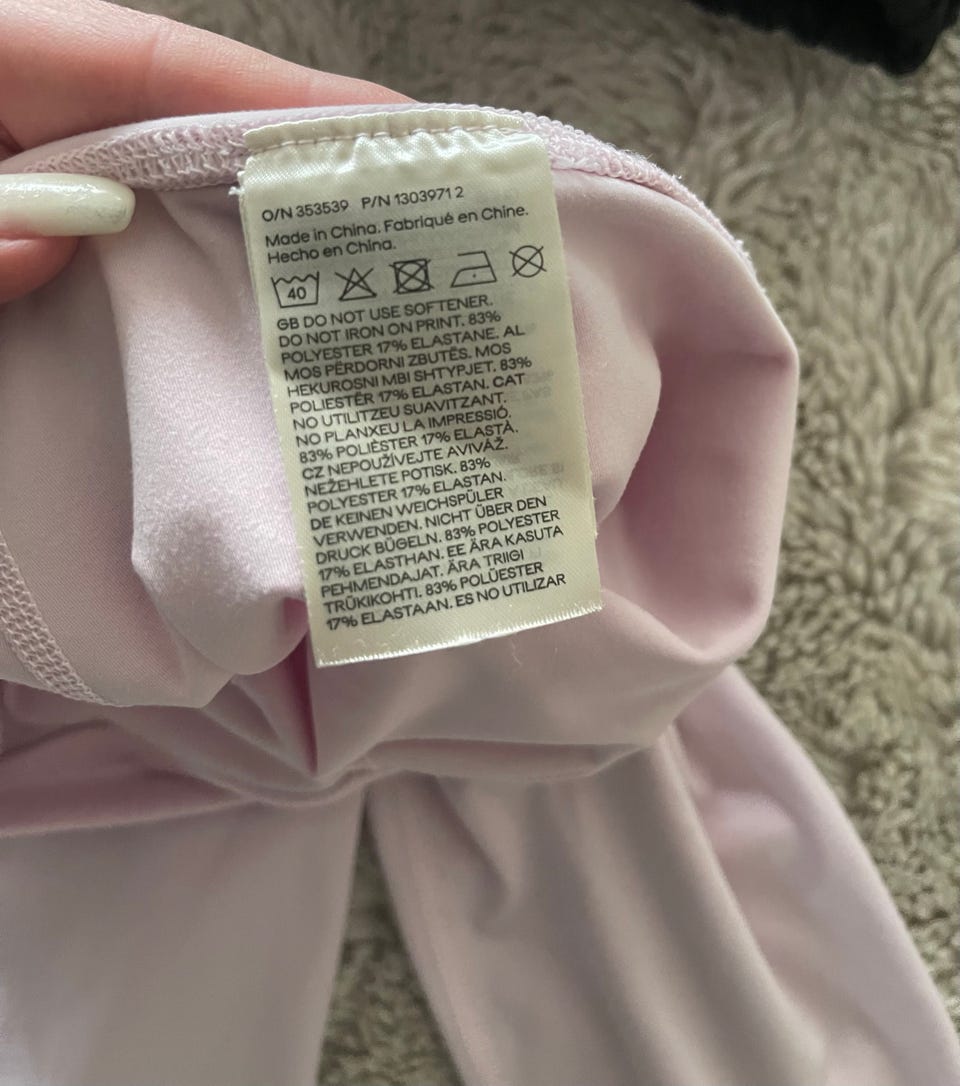 O/N 353539 P/N 1303971 2
Made in China. Fabriqué en Chine.
Hecho en China.
40
GB DO NOT USE SOFTENER.
DO NOT IRON ON PRINT. 83%
POLYESTER 17% ELASTANE. AL
MOS PËRDORNI ZBUTËS. MOS
HEKUROSNI MBI SHTYPJET. 83%
POLIESTËR 17% ELASTAN. CAT
NO UTILITZEU SUAVITZANT.
NO PLANXEU LA IMPRESSIÓ.
83% POLIÈSTER 17% ELASTÀ.
CZ NEPOUŽÍVEJTE AVIVÁŽ.
NEŽEHLETE POTISK. 83%
POLYESTER 17% ELASTAN.
DE KEINEN WEICHSPÜLER
VERWENDEN. NICHT ÜBER DEN
DRUCK BÜGELN. 83% POLYESTER
17% ELASTHAN. EE ÄRA KASUTA
PEHMENDAJAT. ÄRA TRIIGI
TRÜKIKOHTI. 83% POLÜESTER
17% ELASTAAN. ES NO UTILIZAR